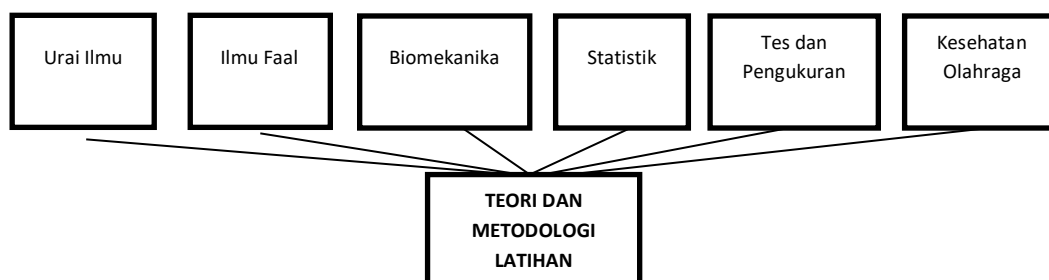 Urai Ilmu
Ilmu Faal
Biomekanika
Statistik
Tes dan
Pengukuran
Kesehatan
Olahraga
TEORI DAN
METODOLOGI
LATIHAN